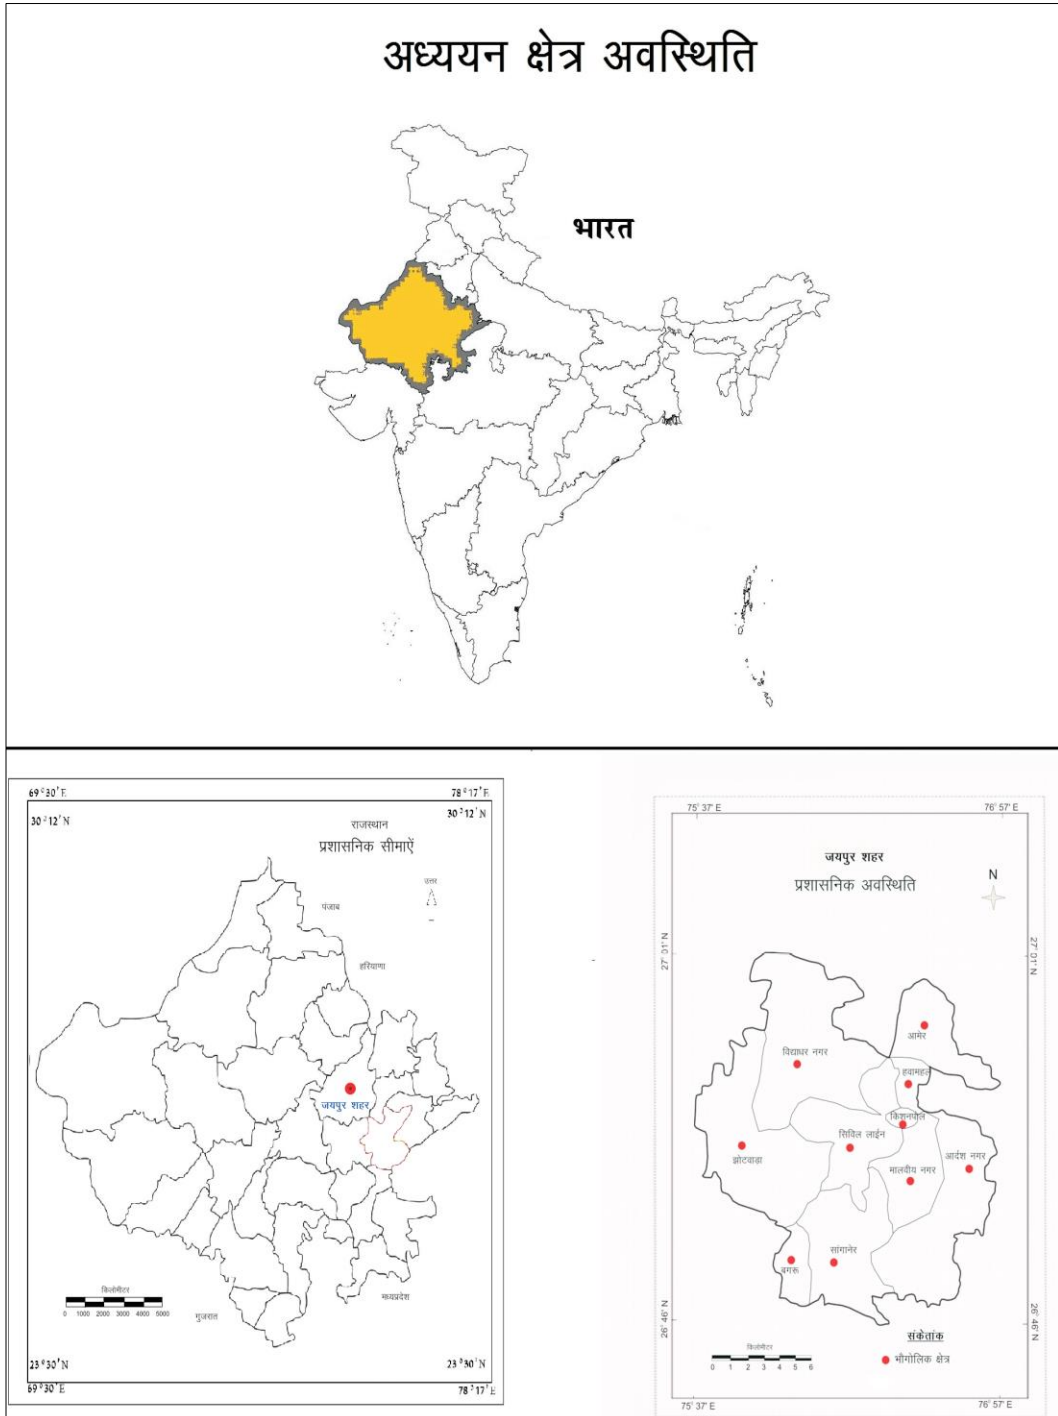 अध्ययन क्षेत्र अवस्थिति
भारत
69°30'E
78°17'E
30°12'N
30°12'N
राजस्थान
प्रशासनिक सीमाऐं
उत्तर
पंजाब
हरियाणा
जयपुर शहर
किलोमीटर
0 1000 2000 3000 4000 5000
गुजरात
मध्यप्रदेश
23°30'N
23°30'N
69°30'E
78°17'E
75° 37' E
76° 57' E
जयपुर शहर
प्रशासनिक अवस्थिति
N
27° 01' N
27° 01' N
आमेर
विद्याधर नगर
हवामहल
किशनपोल
सिविल लाईन
झोटवाड़ा
मालवीय नगर
आर्दश नगर
सांगानेर
बगरू
26° 46' N
26° 46' N
संकेतांक
भौगोलिक क्षेत्र
किलोमीटर
0 1 2 3 4 5 6
75° 37' E
76° 57' E